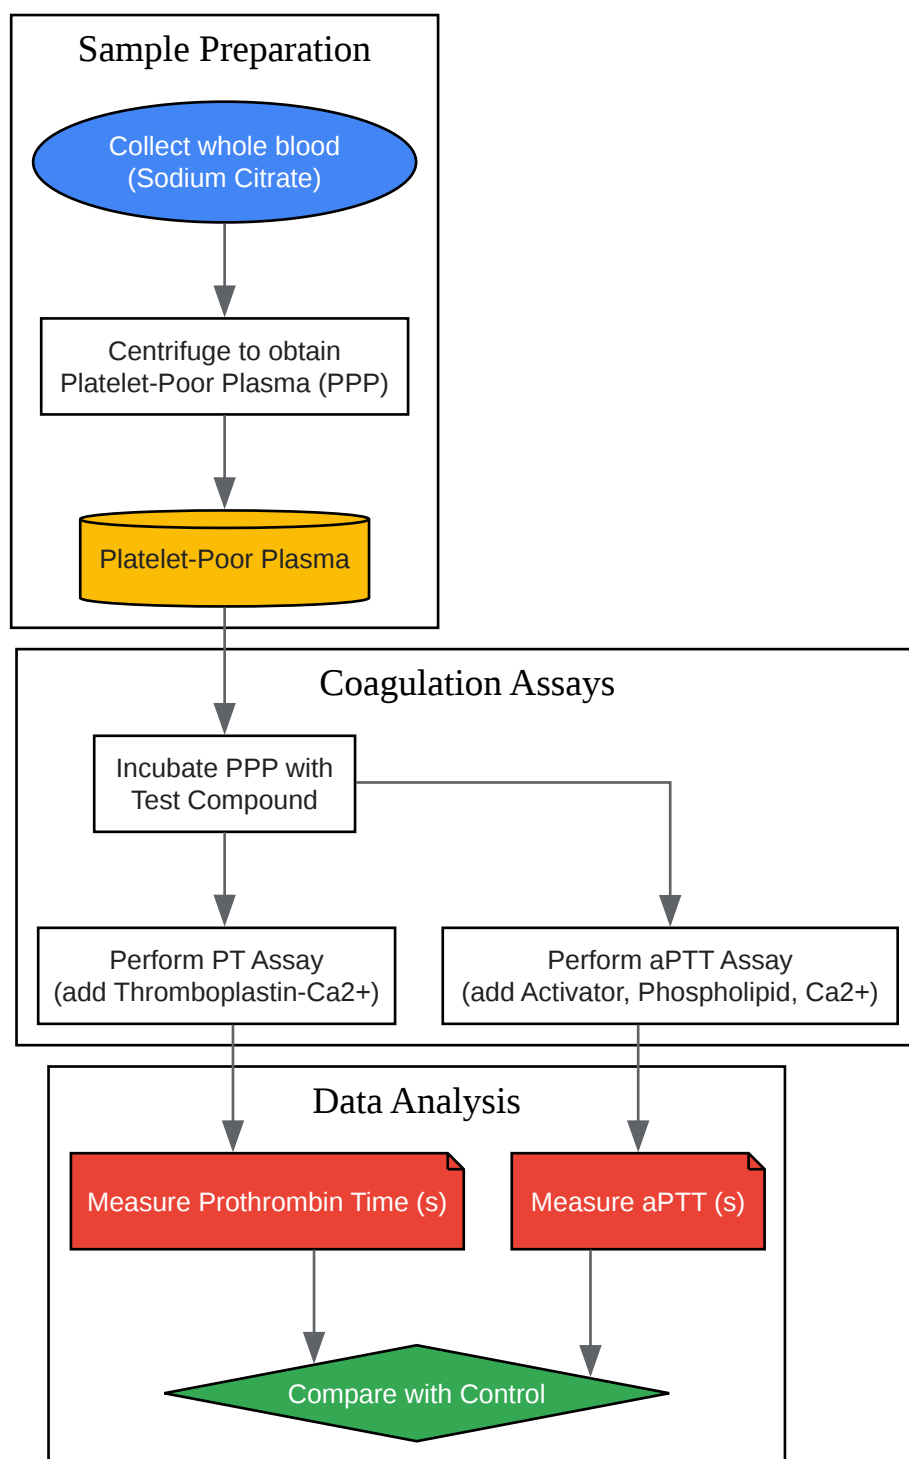 Sample Preparation
Collect whole blood
(Sodium Citrate)
Centrifuge to obtain
Platelet-Poor Plasma (PPP)
Platelet-Poor Plasma
Coagulation Assays
Incubate PPP with
Test Compound
Perform PT Assay
(add Thromboplastin-Ca2+)
Perform aPTT Assay
(add Activator, Phospholipid, Ca2+)
Data Analysis
Measure Prothrombin Time (s)
Measure aPTT (s)
Compare with Control